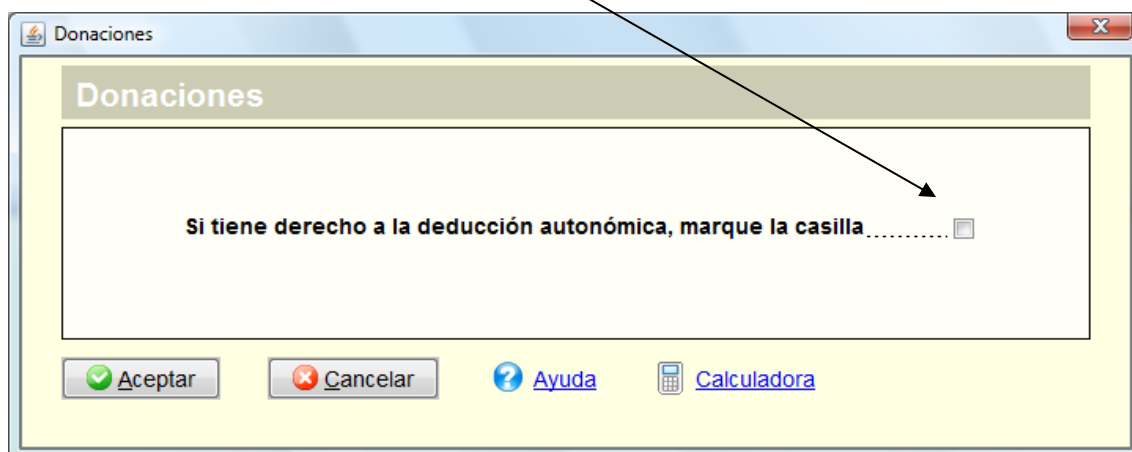 Donaciones
Donaciones
Si tiene derecho a la deducción autonómica, marque la casilla..........
Aceptar Cancelar Ayuda Calculadora